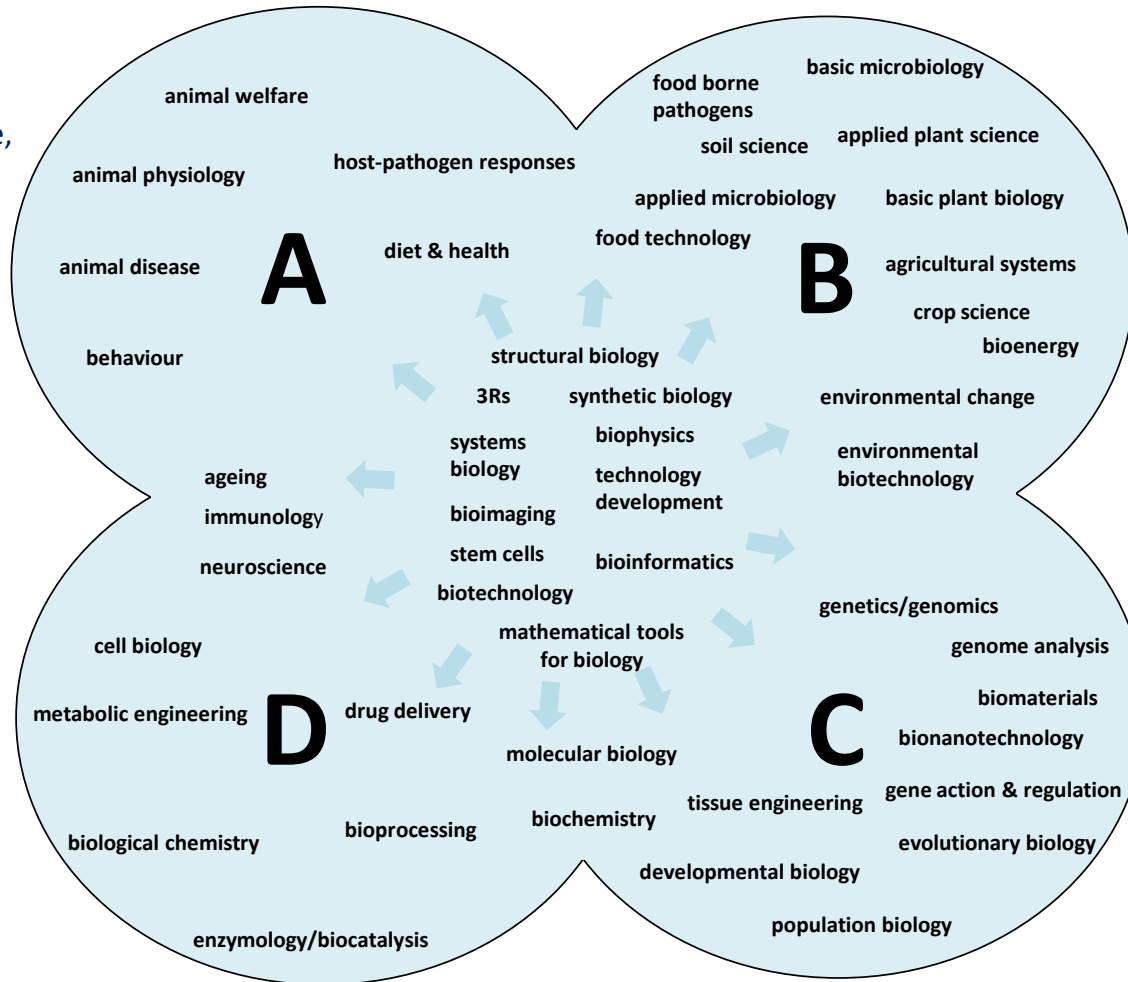 animal welfare
e,
animal physiology
host-pathogen responses
diet & health
A
animal disease
behaviour
food borne
pathogens
basic microbiology
soil science
applied plant science
applied microbiology
basic plant biology
food technology
B
agricultural systems
crop science
bioenergy
environmental change
environmental
biotechnology
structural biology
3Rs
synthetic biology
systems
biology
biophysics
technology
development
bioimaging
stem cells
bioinformatics
biotechnology
mathematical tools
for biology
ageing
immunology
neuroscience
cell biology
metabolic engineering
D
drug delivery
molecular biology
biological chemistry
bioprocessing
biochemistry
enzymology/biocatalysis
genetics/genomics
genome analysis
biomaterials
C
bionanotechnology
tissue engineering
gene action & regulation
evolutionary biology
developmental biology
population biology